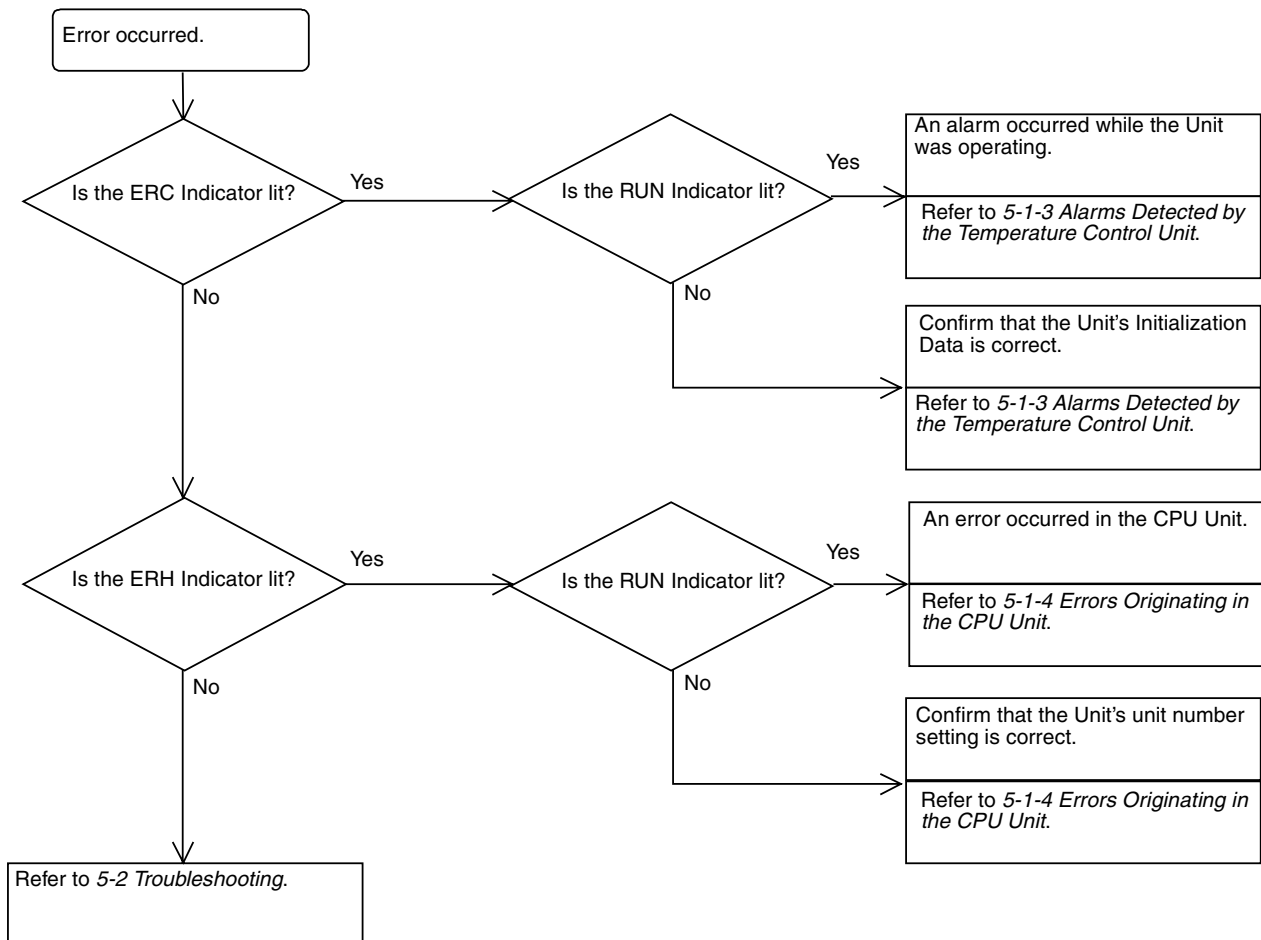 Error occurred.
Is the ERC Indicator lit?
Yes
Is the RUN Indicator lit?
Yes
An alarm occurred while the Unit
was operating.
Refer to 5-1-3 Alarms Detected by
the Temperature Control Unit.
No
No
Confirm that the Unit's Initialization
Data is correct.
Refer to 5-1-3 Alarms Detected by
the Temperature Control Unit.
Is the ERH Indicator lit?
Yes
Is the RUN Indicator lit?
Yes
An error occurred in the CPU Unit.
Refer to 5-1-4 Errors Originating in
the CPU Unit.
No
No
Confirm that the Unit's unit number
setting is correct.
Refer to 5-1-4 Errors Originating in
the CPU Unit.
Refer to 5-2 Troubleshooting.